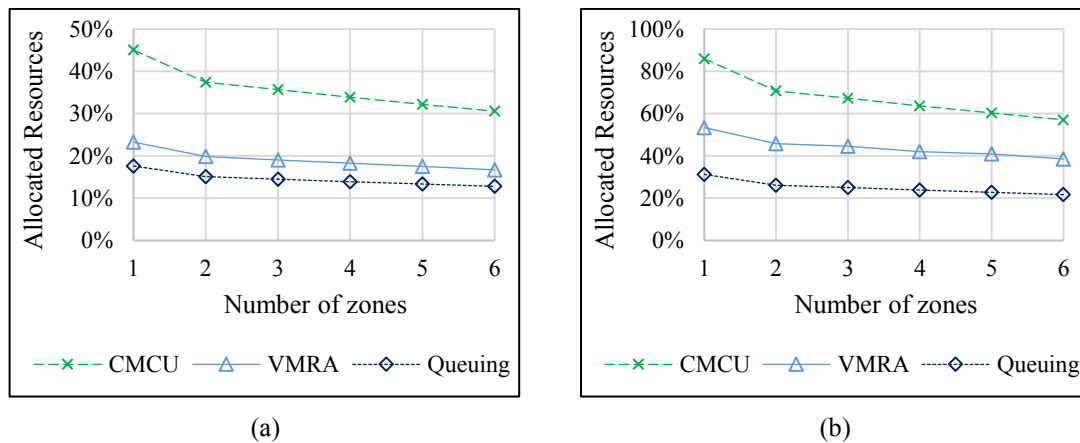 Allocated Resources
50%
40%
30%
20%
10%
0%
1 2 3 4 5 6
Number of zones
CMCU VMRA Queuing
(a)
Allocated Resources
100%
80%
60%
40%
20%
0%
1 2 3 4 5 6
Number of zones
CMCU VMRA Queuing
(b)